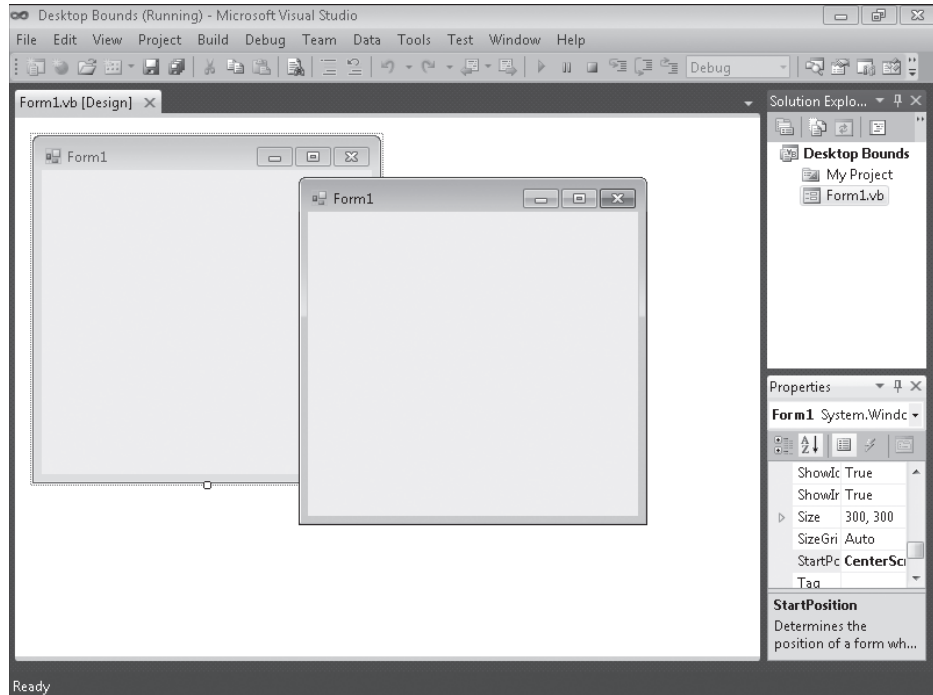 Desktop Bounds (Running) - Microsoft Visual Studio
File Edit View Project Build Debug Team Data Tools Test Window Help
Debug
Form1.vb [Design]
Solution Explo...
Desktop Bounds
My Project
Form1.vb
Form1
Form1
Properties
Form1 System.Windc
ShowIc True
ShowIr True
Size 300, 300
SizeGri Auto
StartPc CenterScr
Tag
StartPosition
Determines the
position of a form wh...
Ready